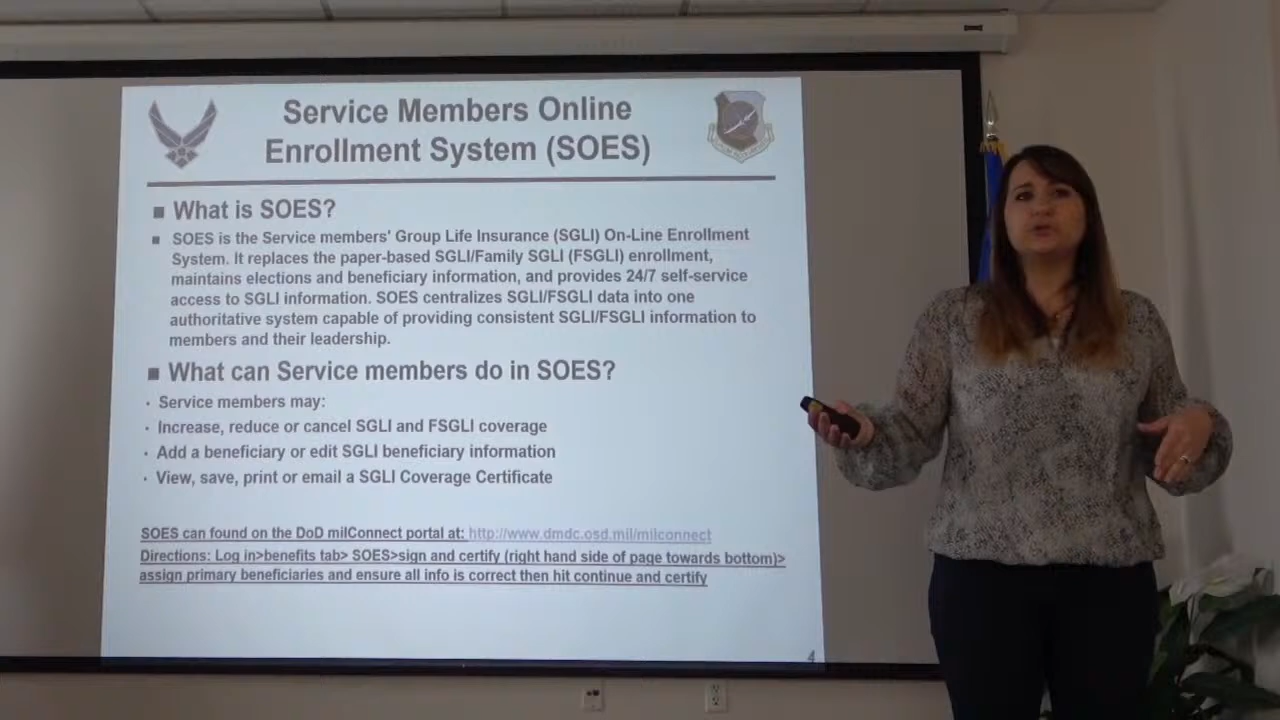 Service Members Online
Enrollment System (SOES)
■ What is SOES?
■ SOES is the Service members' Group Life Insurance (SGLI) On-Line Enrollment
System. It replaces the paper-based SGLI/Family SGLI (FSGLI) enrollment,
maintains elections and beneficiary information, and provides 24/7 self-service
access to SGLI information. SOES centralizes SGLI/FSGLI data into one
authoritative system capable of providing consistent SGLI/FSGLI information to
members and their leadership.
■ What can Service members do in SOES?
· Service members may:
· Increase, reduce or cancel SGLI and FSGLI coverage
· Add a beneficiary or edit SGLI beneficiary information
· View, save, print or email a SGLI Coverage Certificate
SOES can found on the DoD milConnect portal at: http://www.dmdc.osd.mil/milconnect
Directions: Log in>benefits tab> SOES>sign and certify (right hand side of page towards bottom)>
assign primary beneficiaries and ensure all info is correct then hit continue and certify
4